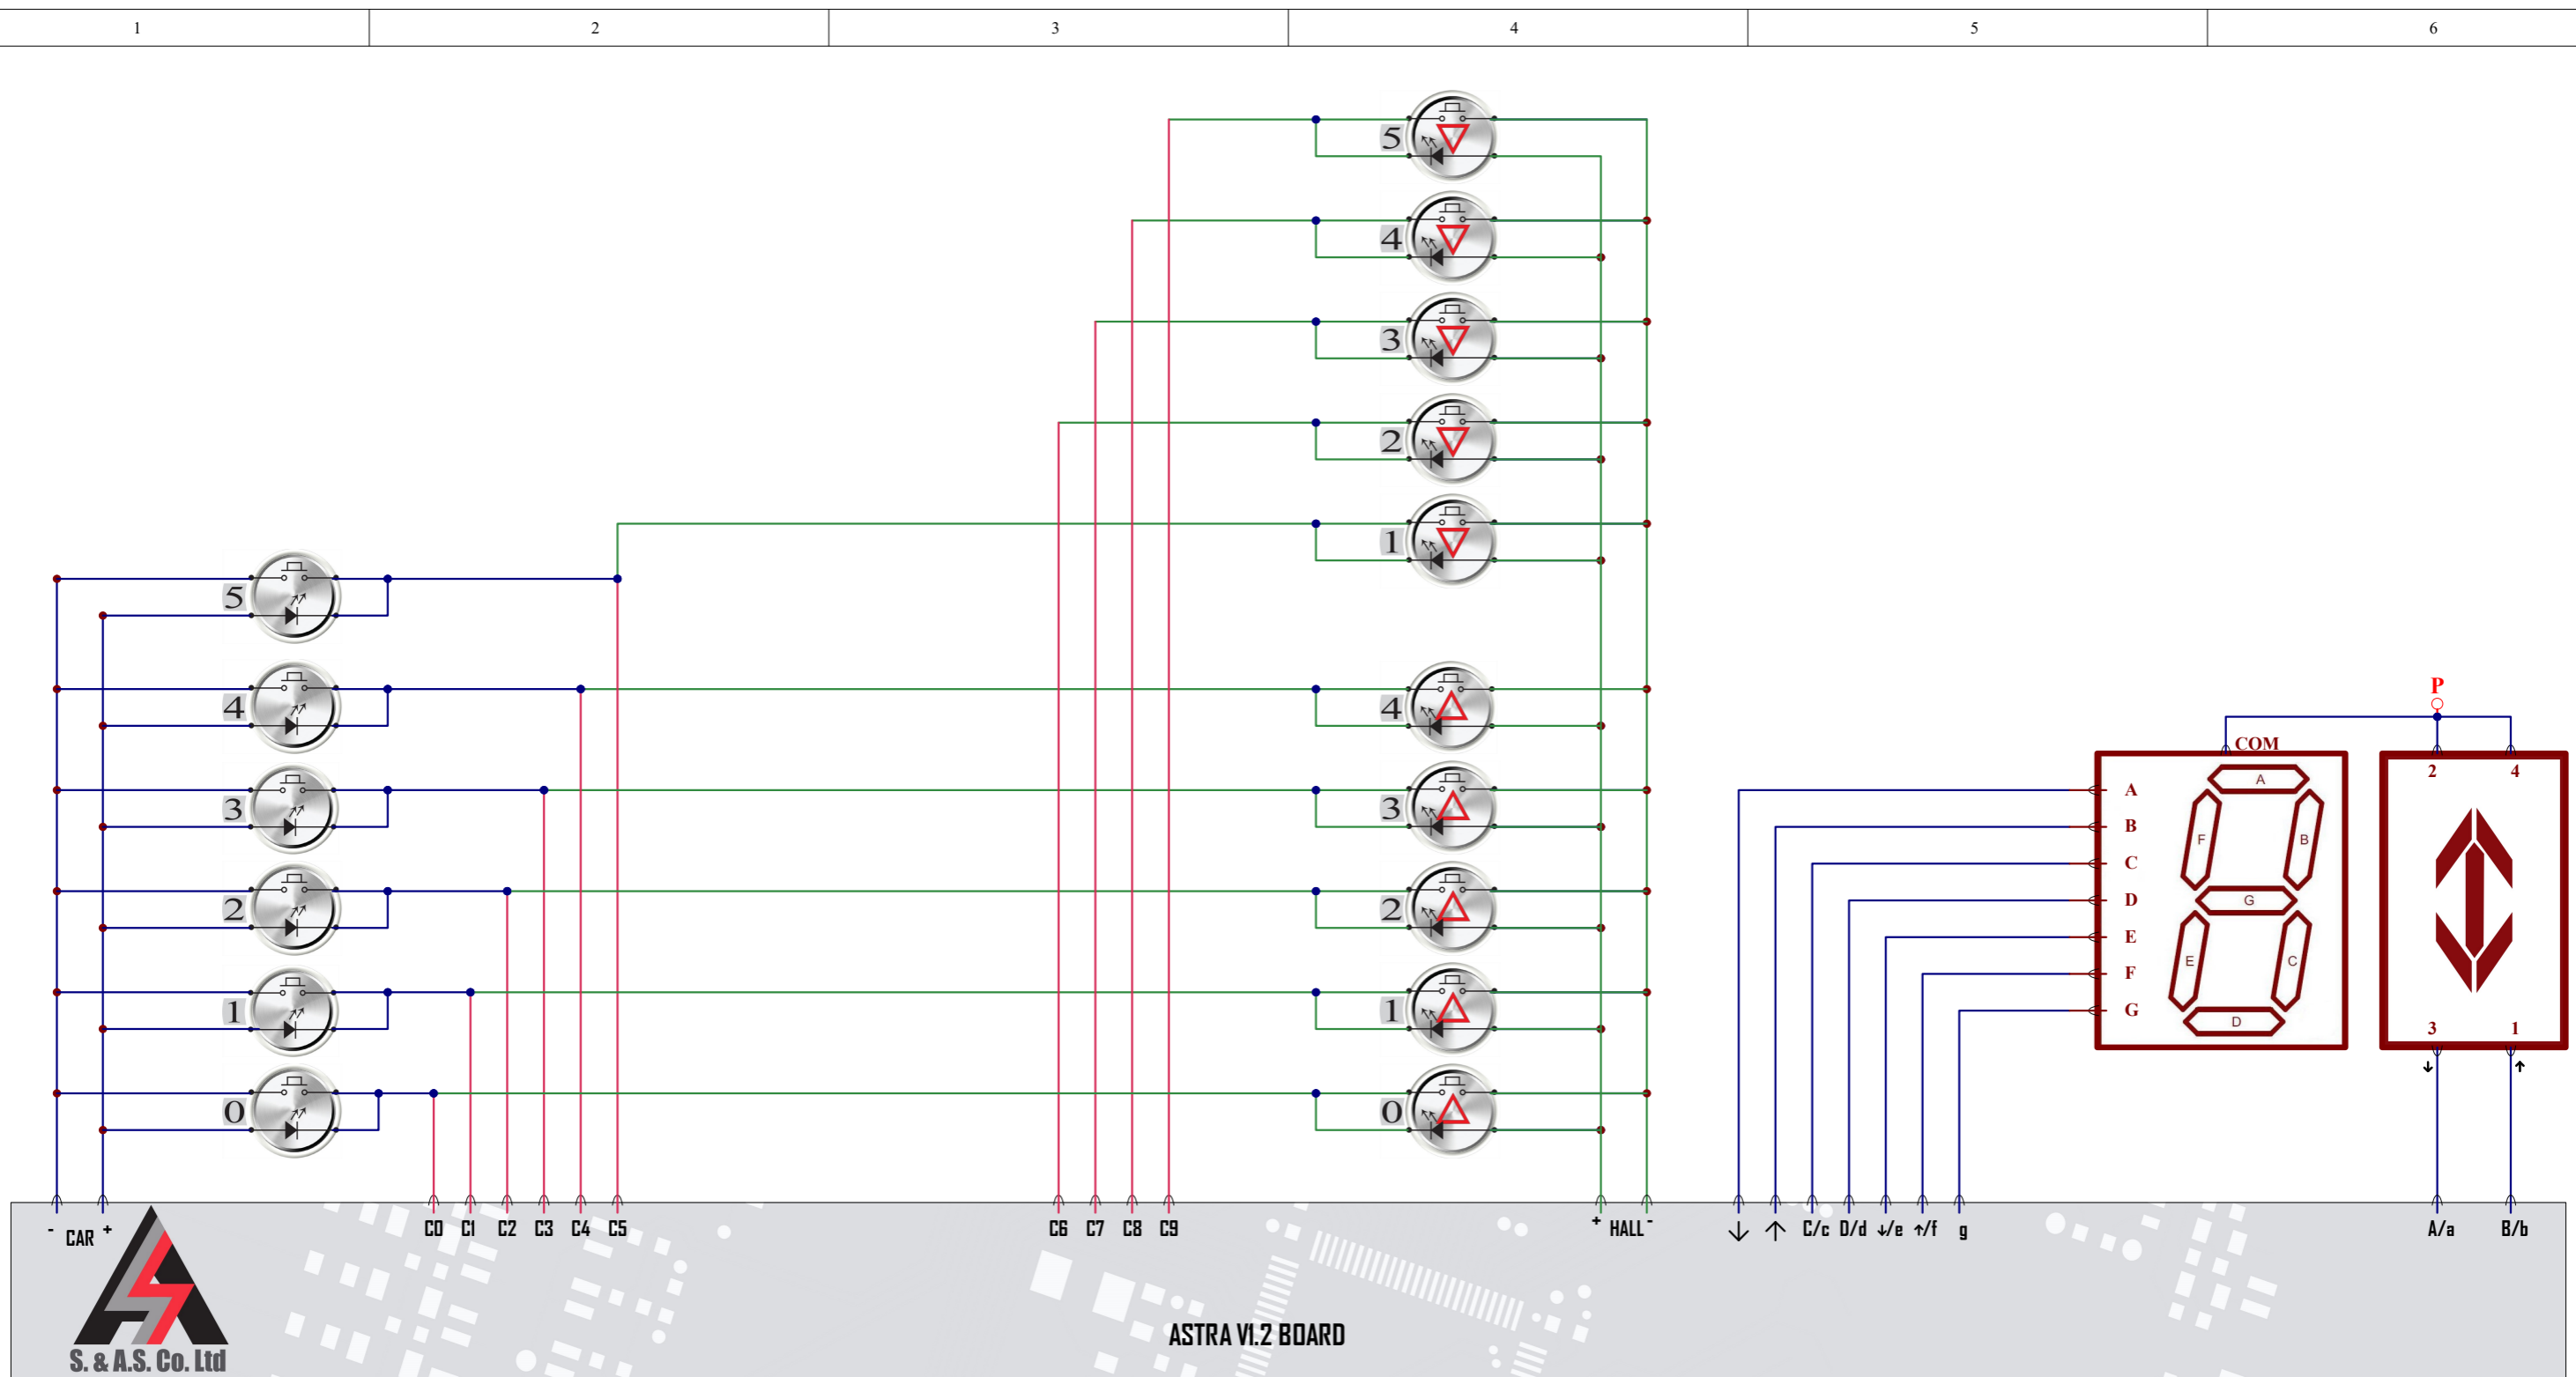 1 2 3 4 5 6
5
4
3
2
1
5
4
3
2
1
0
4
3
2
1
0
P
COM
2 4
A
B
C
D
E
F
G
A
F
B
G
E
C
D
3 1
↓ ↑
- CAR + C0 C1 C2 C3 C4 C5 C6 C7 C8 C9 + HALL - ↓ ↑ C/c D/d ↓/e ↑/f g A/a B/b
ASTRA V1.2 BOARD
S. & A.S. Co. Ltd